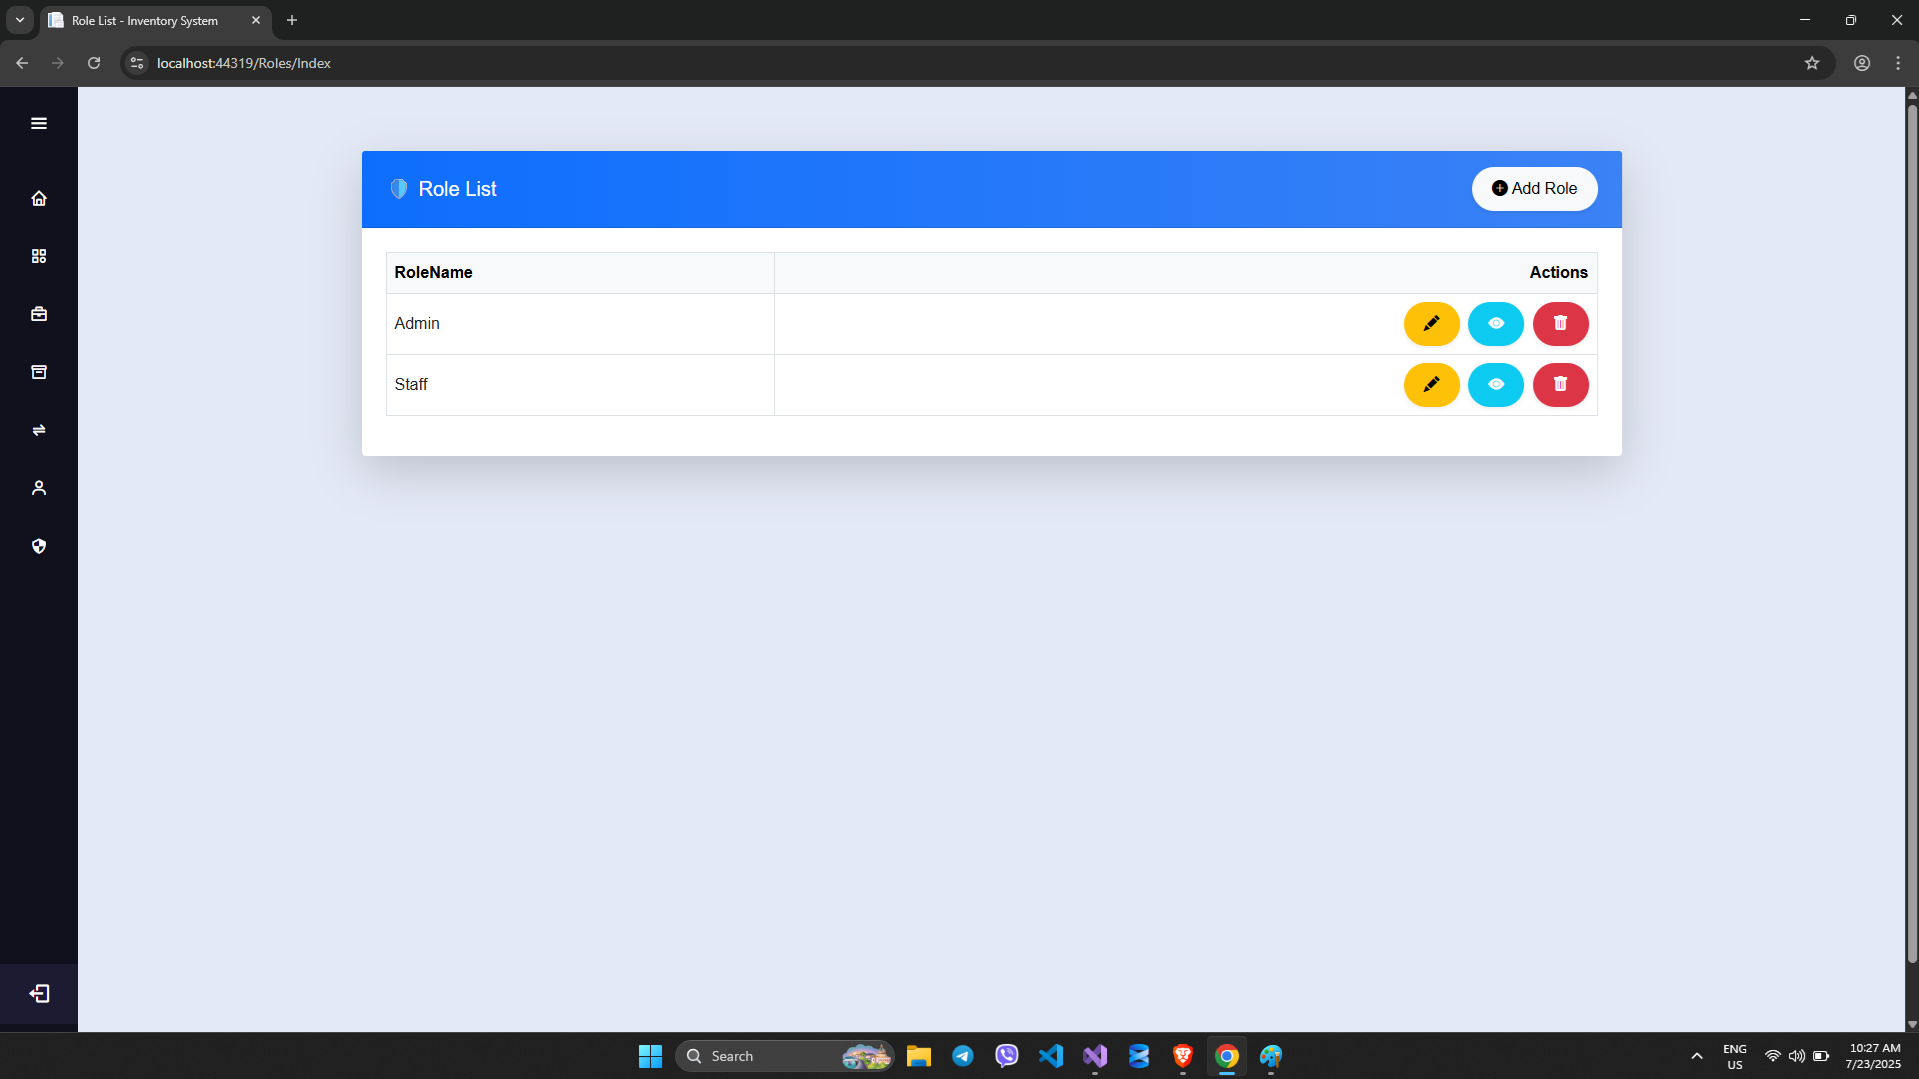 Role List - Inventory System
localhost:44319/Roles/Index
Role List
Add Role
RoleName Actions
Admin
Staff
Search
ENG
US
10:27 AM
7/23/2025